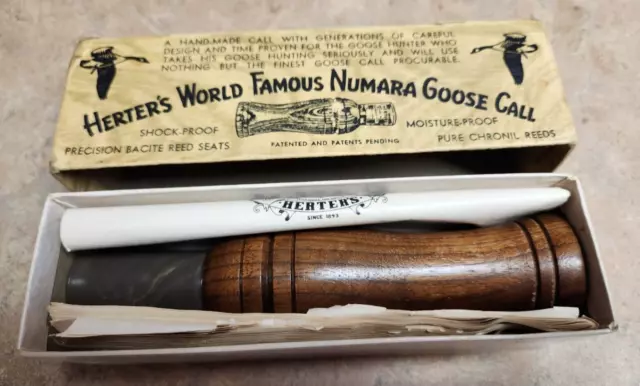 A HAND-MADE CALL WITH GENERATIONS OF CAREFUL
DESIGN AND TIME PROVEN FOR THE GOOSE HUNTER WHO
TAKES HIS GOOSE HUNTING SERIOUSLY AND WILL USE
NOTHING BUT THE FINEST GOOSE CALL PROCURABLE.
HERTER'S WORLD FAMOUS NUMARA GOOSE CALL
SHOCK-PROOF
MOISTURE-PROOF
PRECISION BACITE REED SEATS
PATENTED AND PATENTS PENDING
PURE CHRONIL REEDS
HERTER'S
SINCE 1893